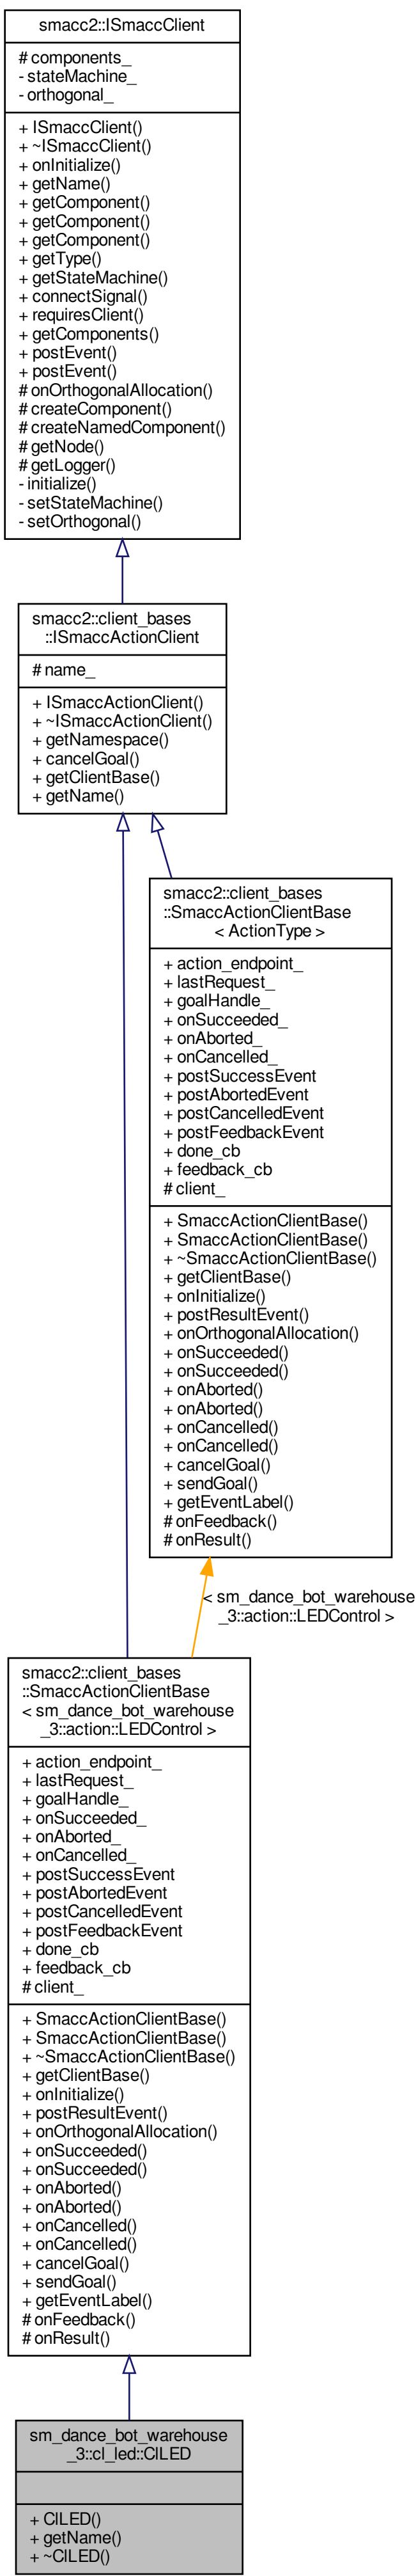 smacc2::ISmaccClient
# components_
- stateMachine_
- orthogonal_
+ ISmaccClient()
+ ~ISmaccClient()
+ onInitialize()
+ getName()
+ getComponent()
+ getComponent()
+ getComponent()
+ getType()
+ getStateMachine()
+ connectSignal()
+ requiresClient()
+ getComponents()
+ postEvent()
+ postEvent()
# onOrthogonalAllocation()
# createComponent()
# createNamedComponent()
# getNode()
# getLogger()
- initialize()
- setStateMachine()
- setOrthogonal()
smacc2::client_bases
::ISmaccActionClient
# name_
+ ISmaccActionClient()
+ ~ISmaccActionClient()
+ getNamespace()
+ cancelGoal()
+ getClientBase()
+ getName()
smacc2::client_bases
::SmaccActionClientBase
< ActionType >
+ action_endpoint_
+ lastRequest_
+ goalHandle_
+ onSucceeded_
+ onAborted_
+ onCancelled_
+ postSuccessEvent
+ postAbortedEvent
+ postCancelledEvent
+ postFeedbackEvent
+ done_cb
+ feedback_cb
# client_
+ SmaccActionClientBase()
+ SmaccActionClientBase()
+ ~SmaccActionClientBase()
+ getClientBase()
+ onInitialize()
+ postResultEvent()
+ onOrthogonalAllocation()
+ onSucceeded()
+ onSucceeded()
+ onAborted()
+ onAborted()
+ onCancelled()
+ onCancelled()
+ cancelGoal()
+ sendGoal()
+ getEventLabel()
# onFeedback()
# onResult()
< sm_dance_bot_warehouse
_3::action::LEDControl >
smacc2::client_bases
::SmaccActionClientBase
< sm_dance_bot_warehouse
_3::action::LEDControl >
+ action_endpoint_
+ lastRequest_
+ goalHandle_
+ onSucceeded_
+ onAborted_
+ onCancelled_
+ postSuccessEvent
+ postAbortedEvent
+ postCancelledEvent
+ postFeedbackEvent
+ done_cb
+ feedback_cb
# client_
+ SmaccActionClientBase()
+ SmaccActionClientBase()
+ ~SmaccActionClientBase()
+ getClientBase()
+ onInitialize()
+ postResultEvent()
+ onOrthogonalAllocation()
+ onSucceeded()
+ onSucceeded()
+ onAborted()
+ onAborted()
+ onCancelled()
+ onCancelled()
+ cancelGoal()
+ sendGoal()
+ getEventLabel()
# onFeedback()
# onResult()
sm_dance_bot_warehouse
_3::cl_led::ClLED
+ ClLED()
+ getName()
+ ~ClLED()